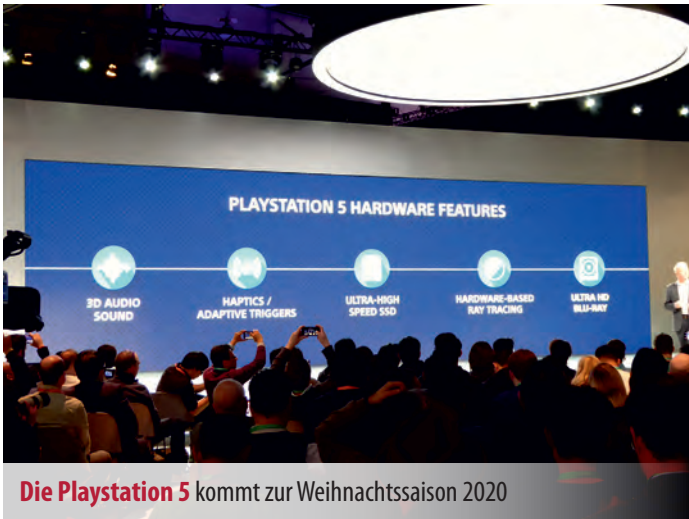 PLAYSTATION 5 HARDWARE FEATURES
3D AUDIO
SOUND
HAPTICS /
ADAPTIVE TRIGGERS
ULTRA-HIGH
SPEED SSD
HARDWARE-BASED
RAY TRACING
ULTRA HD
BLU-RAY
Die Playstation 5 kommt zur Weihnachtssaison 2020